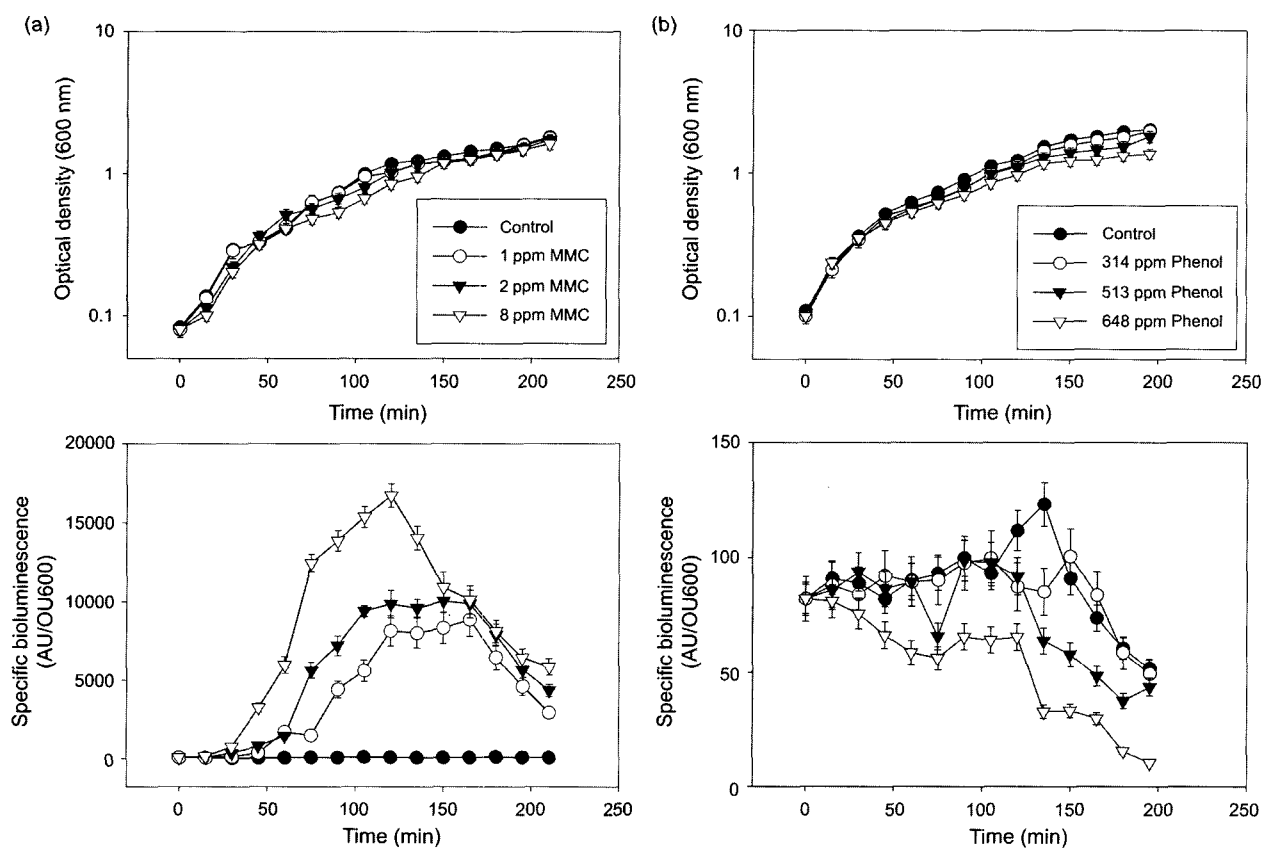 (a)
10
1
0.1
Optical density (600 nm)
Control
1 ppm MMC
2 ppm MMC
8 ppm MMC
0 50 100 150 200 250
Time (min)
(b)
10
1
0.1
Optical density (600 nm)
Control
314 ppm Phenol
513 ppm Phenol
648 ppm Phenol
0 50 100 150 200 250
Time (min)
20000
15000
10000
5000
0
Specific bioluminescence
(AU/OU600)
0 50 100 150 200 250
Time (min)
150
100
50
0
Specific bioluminescence
(AU/OU600)
0 50 100 150 200 250
Time (min)